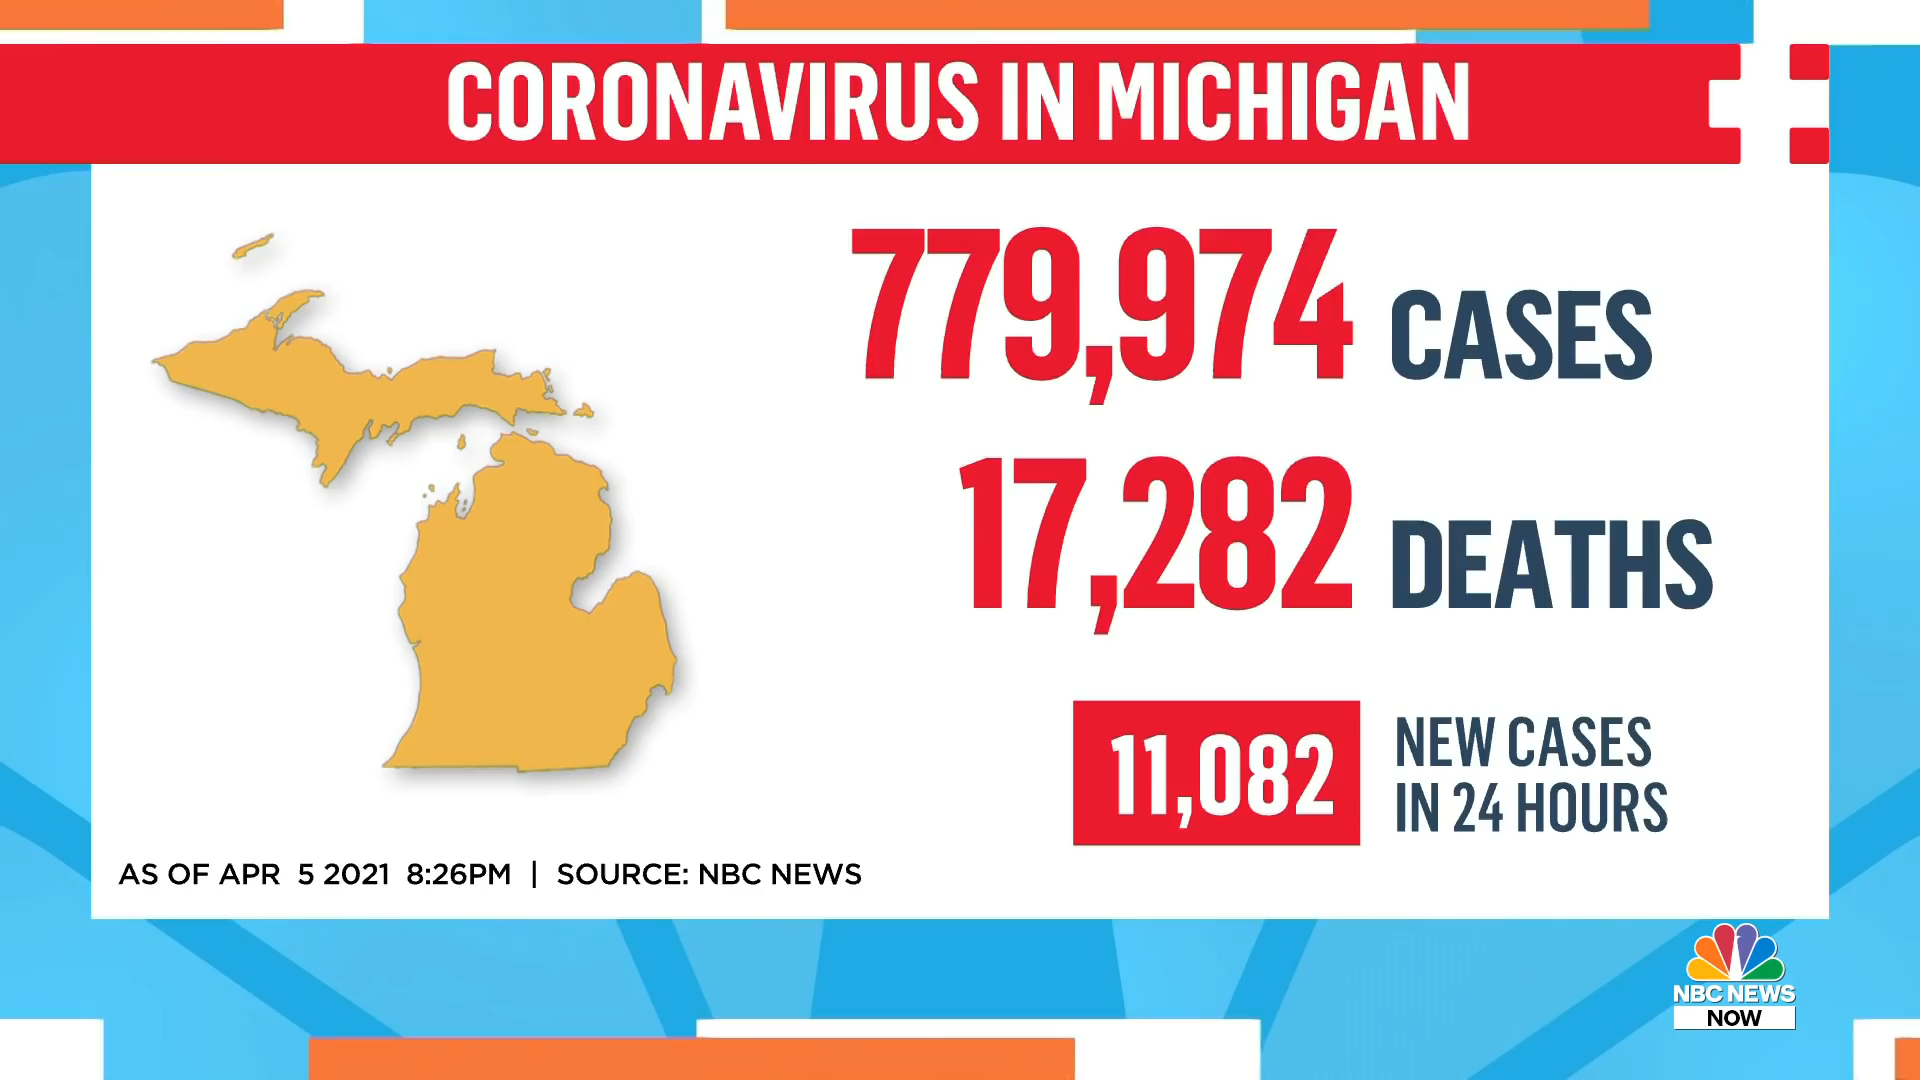 CORONAVIRUS IN MICHIGAN
779,974 CASES
17,282 DEATHS
11,082 NEW CASES
IN 24 HOURS
AS OF APR 5 2021 8:26PM | SOURCE: NBC NEWS
NBC NEWS
NOW